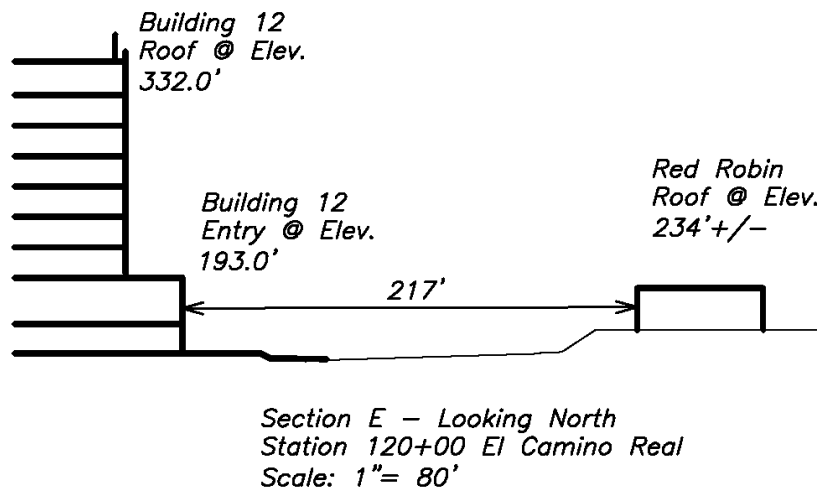 Building 12
Roof @ Elev.
332.0'
Building 12
Entry @ Elev.
193.0'
Red Robin
Roof @ Elev.
234'+/-
217'
Section E - Looking North
Station 120+00 El Camino Real
Scale: 1"= 80'